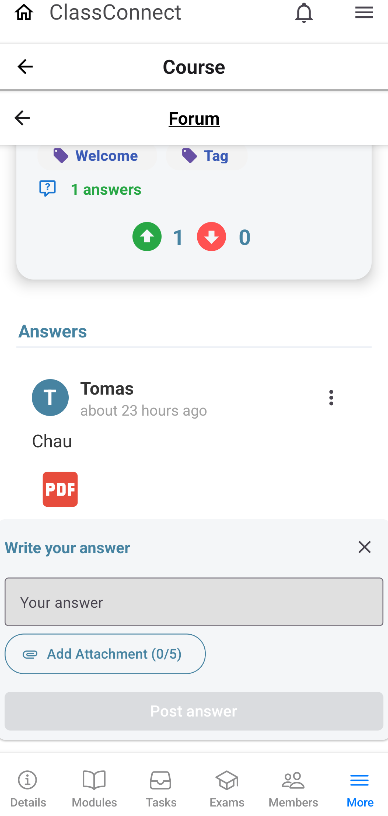 ClassConnect
Course
Forum
Welcome Tag
1 answers
1 0
Answers
T Tomas
about 23 hours ago
Chau
PDF
Write your answer
Your answer
Add Attachment (0/5)
Post answer
Details Modules Tasks Exams Members More